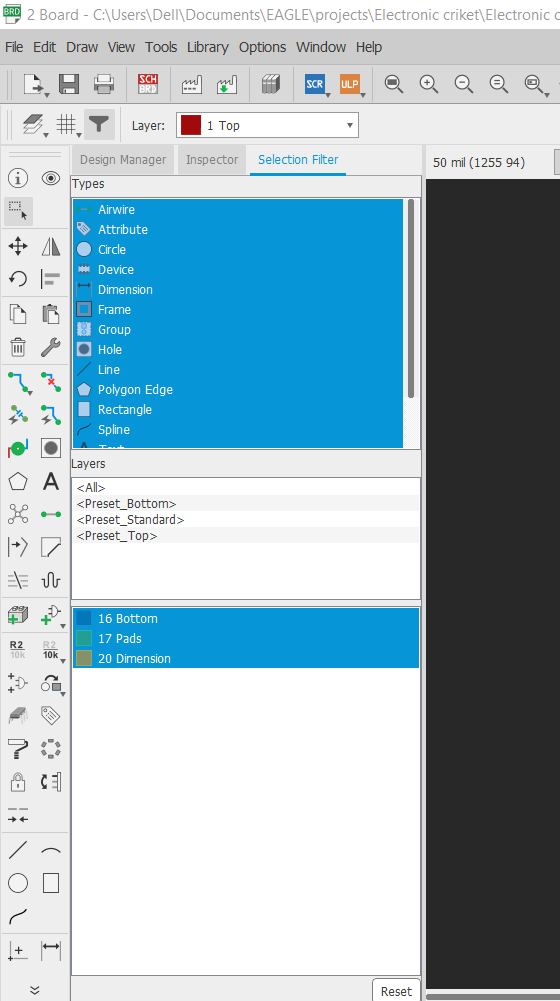 BRD
2 Board - C:\Users\Dell\Documents\EAGLE\projects\Electronic criket\Electronic c
File Edit Draw View Tools Library Options Window Help
SCH
BRD
SCR
ULP
Layer: 1 Top
Design Manager Inspector Selection Filter
50 mil (1255 94)
Types
Airwire
Attribute
Circle
Device
Dimension
Frame
Group
Hole
Line
Polygon Edge
Rectangle
Spline
Text
Layers
<All>
<Preset_Bottom>
<Preset_Standard>
<Preset_Top>
16 Bottom
17 Pads
20 Dimension
A
R2
10k
R2
10k
Reset